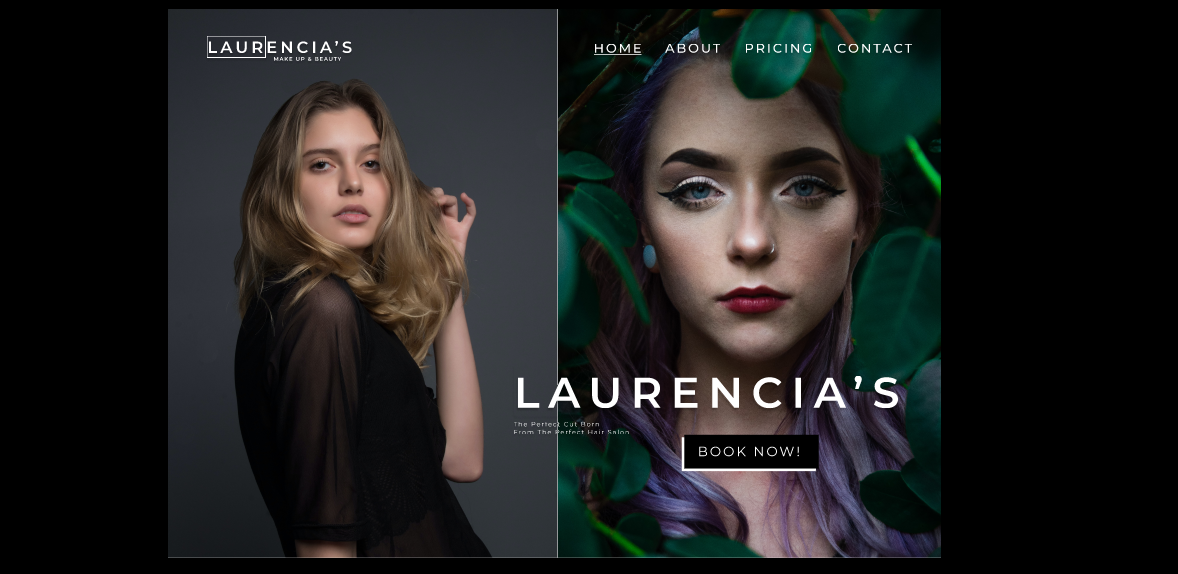 LAURENCIA'S
MAKE UP & BEAUTY
HOME ABOUT PRICING CONTACT
LAURENCIA'S
The Perfect Cut Born
From The Perfect Hair Salon
BOOK NOW!